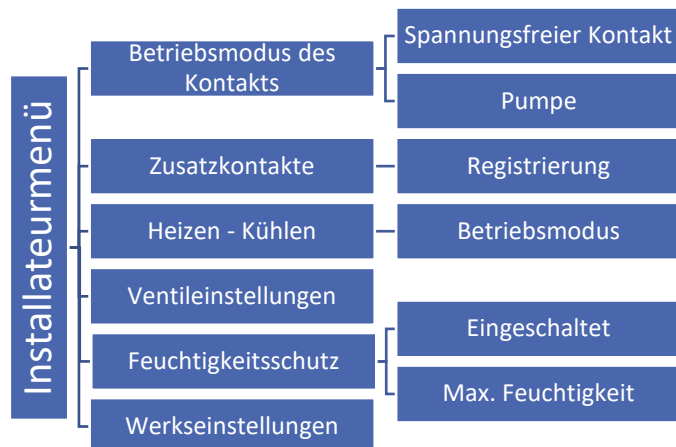 Installateurmenü
Betriebsmodus des
Kontakts
Spannungsfreier Kontakt
Pumpe
Zusatzkontakte
Registrierung
Heizen - Kühlen
Betriebsmodus
Ventileinstellungen
Feuchtigkeitsschutz
Eingeschaltet
Max. Feuchtigkeit
Werkseinstellungen